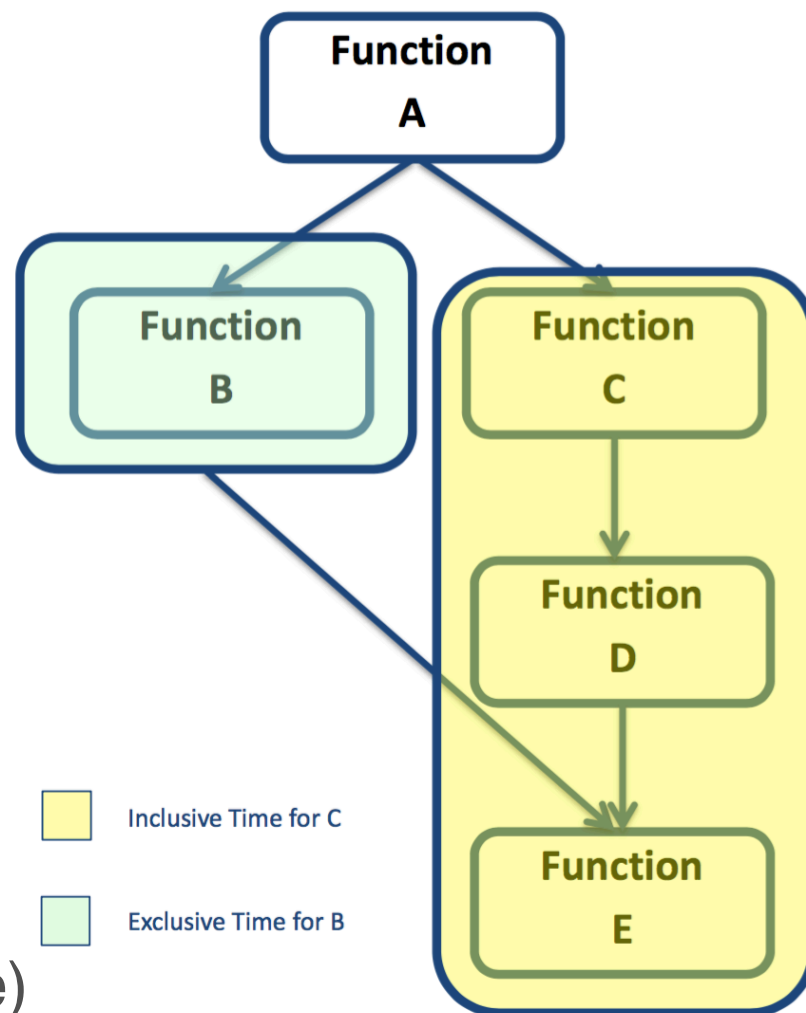 Function
A
Function
B
Function
C
Function
D
Function
E
Inclusive Time for C
Exclusive Time for B
e)